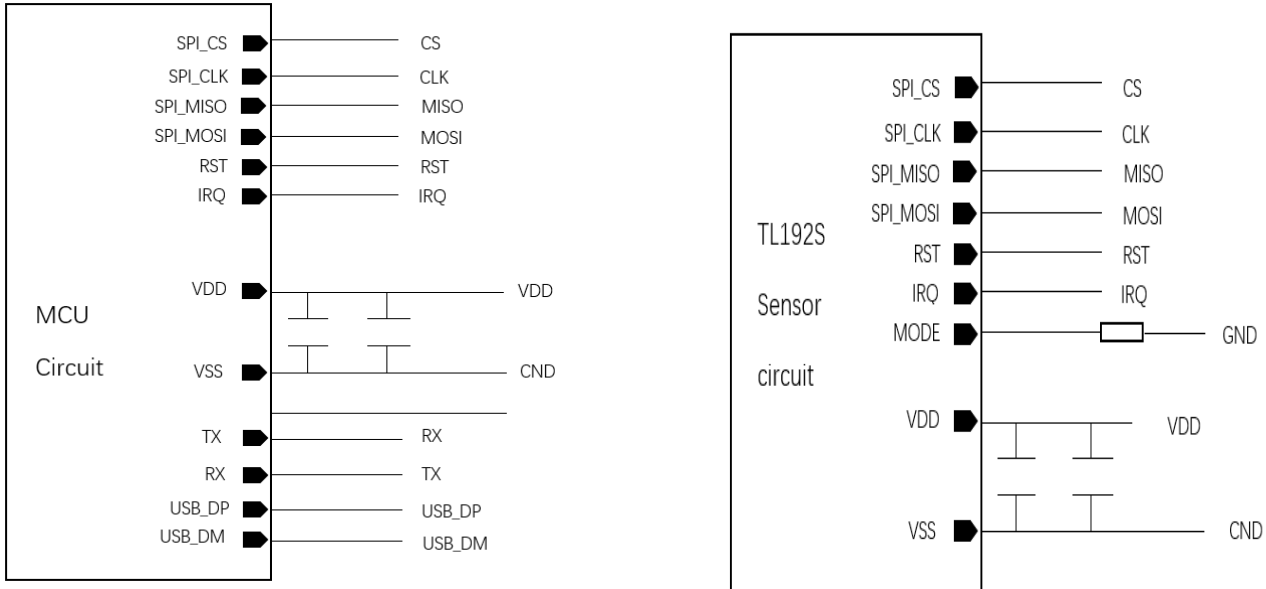 SPI_CS CS
SPI_CLK CLK
SPI_MISO MISO
SPI_MOSI MOSI
RST RST
IRQ IRQ
VDD VDD
MCU
Circuit
VSS CND
TX RX
RX TX
USB_DP USB_DP
USB_DM USB_DM
SPI_CS CS
SPI_CLK CLK
SPI_MISO MISO
SPI_MOSI MOSI
TL192S
RST RST
IRQ IRQ
Sensor
MODE GND
circuit
VDD VDD
VSS CND